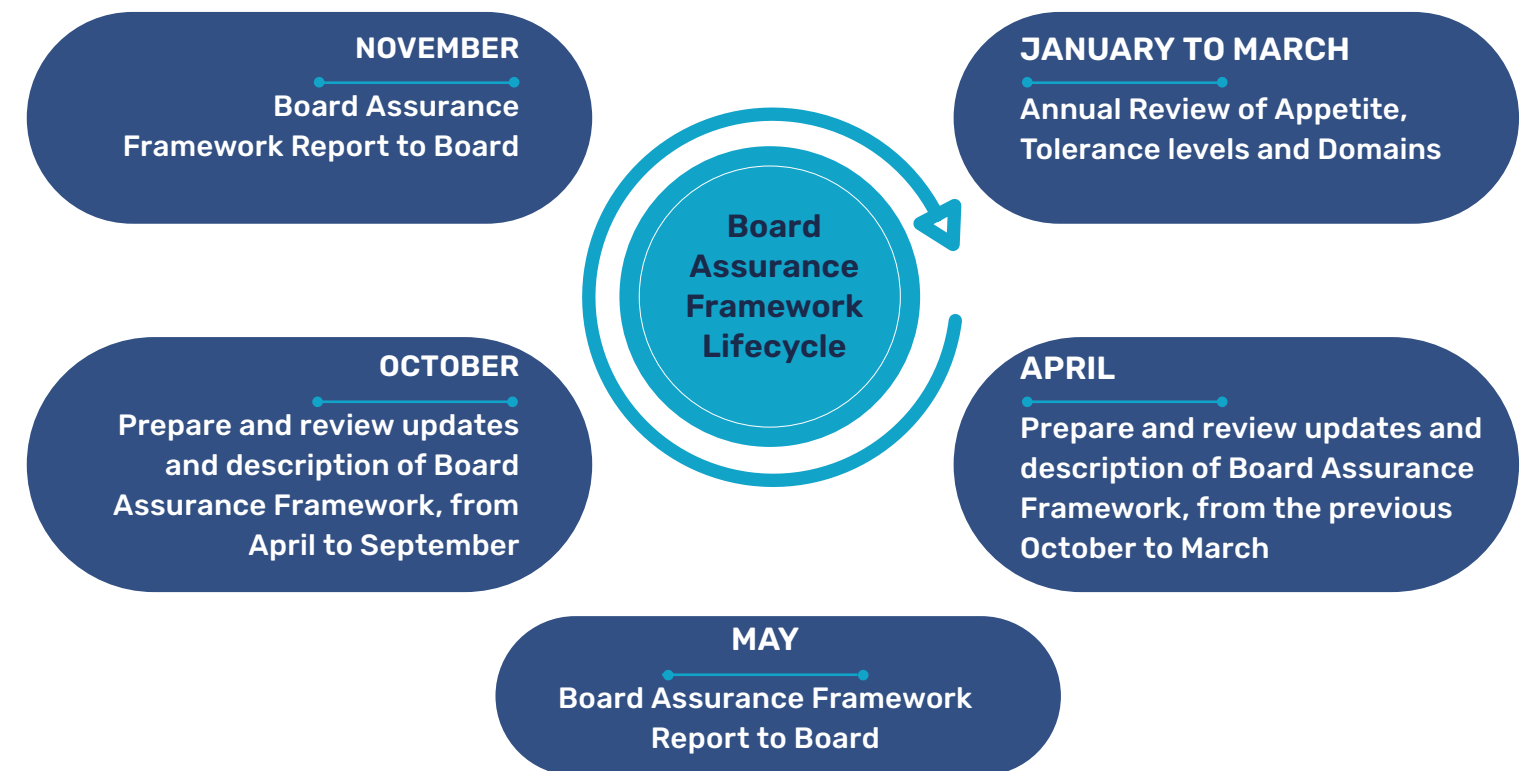 NOVEMBER
Board Assurance
Framework Report to Board
JANUARY TO MARCH
Annual Review of Appetite,
Tolerance levels and Domains
Board
Assurance
Framework
Lifecycle
OCTOBER
Prepare and review updates
and description of Board
Assurance Framework, from
April to September
APRIL
Prepare and review updates and
description of Board Assurance
Framework, from the previous
October to March
MAY
Board Assurance Framework
Report to Board